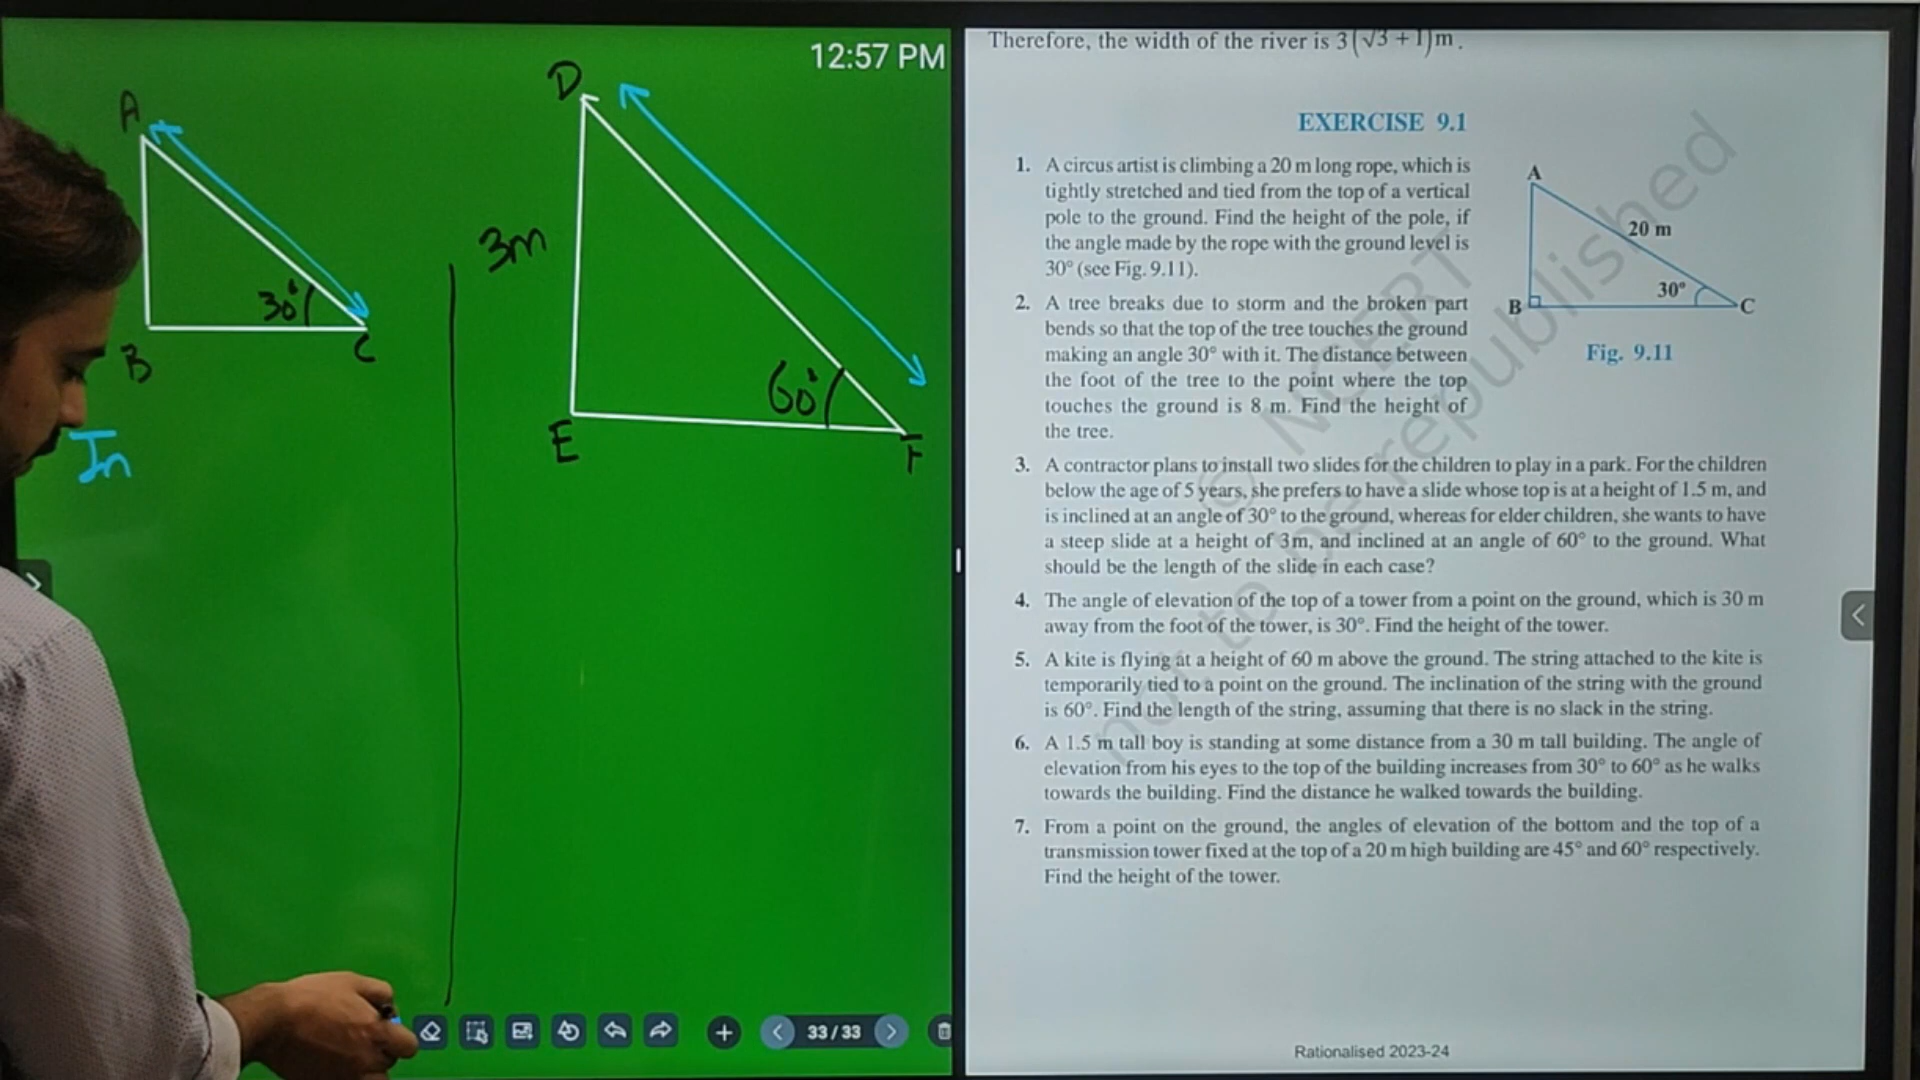 12:57 PM
A
30°
B
C
In
D
3m
60°
E
F
33/33
Therefore, the width of the river is 3(√3 + 1)m.
EXERCISE 9.1
1. A circus artist is climbing a 20 m long rope, which is
tightly stretched and tied from the top of a vertical
pole to the ground. Find the height of the pole, if
the angle made by the rope with the ground level is
30° (see Fig. 9.11).
2. A tree breaks due to storm and the broken part
bends so that the top of the tree touches the ground
making an angle 30° with it. The distance between
the foot of the tree to the point where the top
touches the ground is 8 m. Find the height of
the tree.
A
20 m
30°
B
C
Fig. 9.11
3. A contractor plans to install two slides for the children to play in a park. For the children
below the age of 5 years, she prefers to have a slide whose top is at a height of 1.5 m, and
is inclined at an angle of 30° to the ground, whereas for elder children, she wants to have
a steep slide at a height of 3m, and inclined at an angle of 60° to the ground. What
should be the length of the slide in each case?
4. The angle of elevation of the top of a tower from a point on the ground, which is 30 m
away from the foot of the tower, is 30°. Find the height of the tower.
5. A kite is flying at a height of 60 m above the ground. The string attached to the kite is
temporarily tied to a point on the ground. The inclination of the string with the ground
is 60°. Find the length of the string, assuming that there is no slack in the string.
6. A 1.5 m tall boy is standing at some distance from a 30 m tall building. The angle of
elevation from his eyes to the top of the building increases from 30° to 60° as he walks
towards the building. Find the distance he walked towards the building.
7. From a point on the ground, the angles of elevation of the bottom and the top of a
transmission tower fixed at the top of a 20 m high building are 45° and 60° respectively.
Find the height of the tower.
© NCERT
not to be republished
Rationalised 2023-24